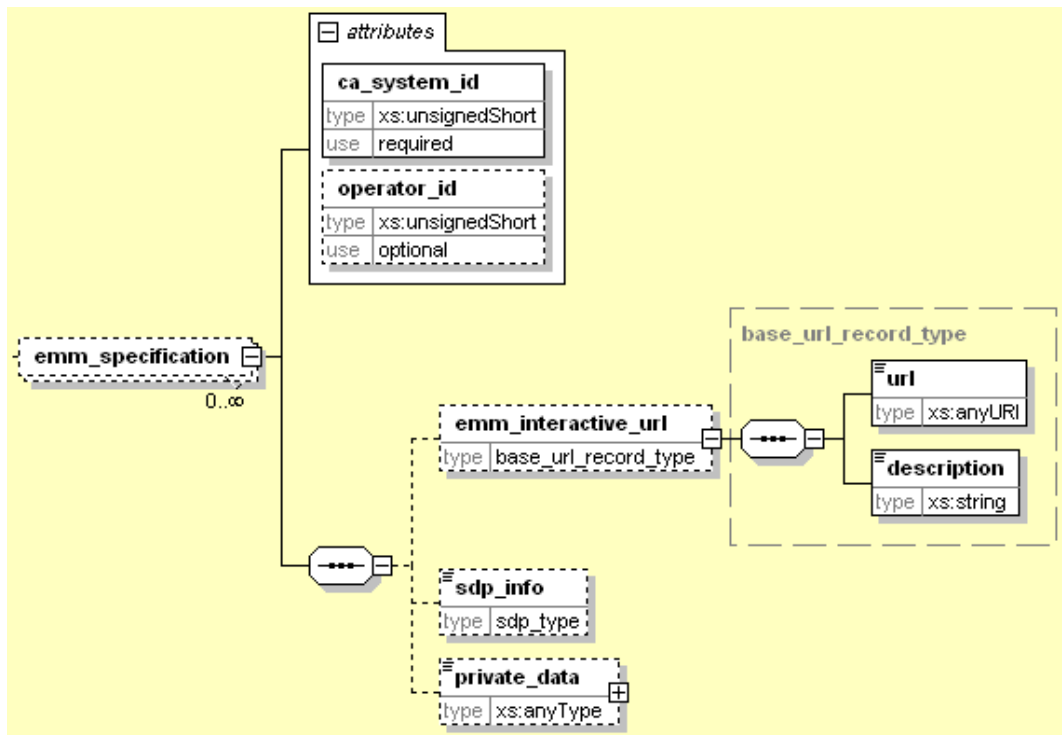 attributes
ca_system_id
type xs:unsignedShort
use required
operator_id
type xs:unsignedShort
use optional
emm_specification
0..∞
base_url_record_type
url
type xs:anyURI
emm_interactive_url
type base_url_record_type
description
type xs:string
sdp_info
type sdp_type
private_data
type xs:anyType